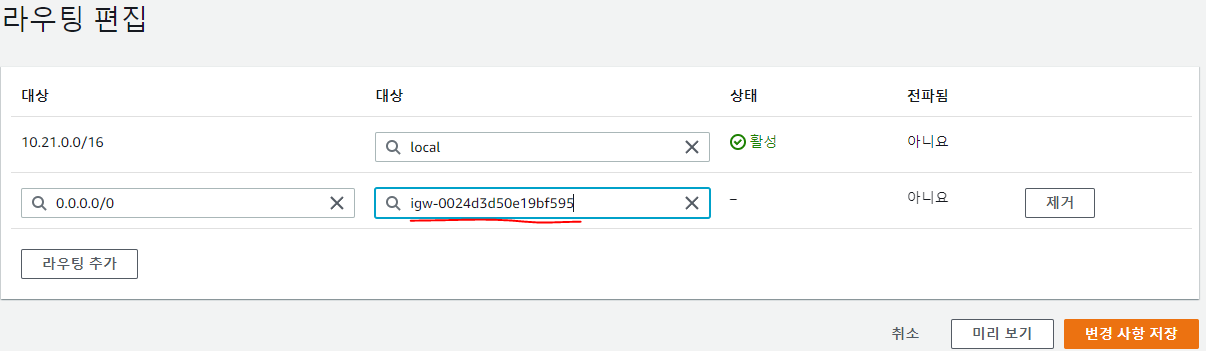 라우팅 편집
대상 대상 상태 전파됨
10.21.0.0/16 local 활성 아니요
0.0.0.0/0 igw-0024d3d50e19bf595 – 아니요 제거
라우팅 추가
취소 미리 보기 변경 사항 저장